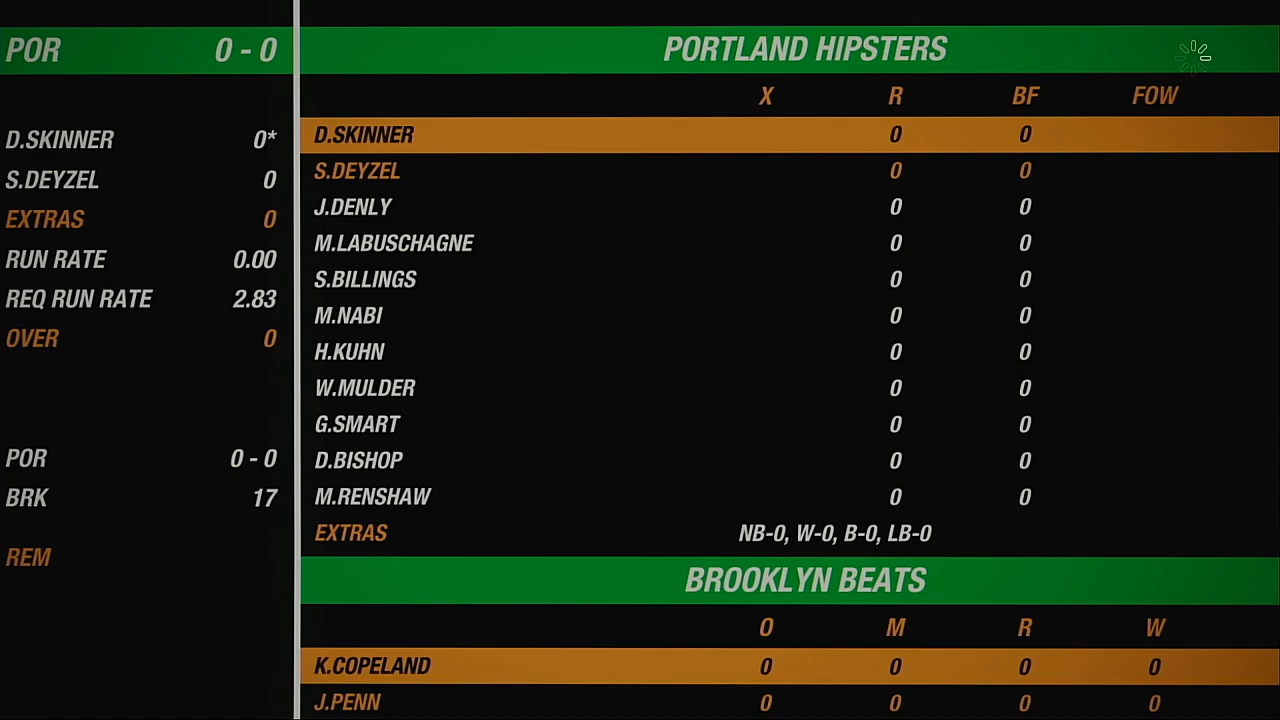 POR 0 - 0
D.SKINNER 0*
S.DEYZEL 0
EXTRAS 0
RUN RATE 0.00
REQ RUN RATE 2.83
OVER 0
POR 0 - 0
BRK 17
REM
PORTLAND HIPSTERS
X R BF FOW
D.SKINNER 0 0
S.DEYZEL 0 0
J.DENLY 0 0
M.LABUSCHAGNE 0 0
S.BILLINGS 0 0
M.NABI 0 0
H.KUHN 0 0
W.MULDER 0 0
G.SMART 0 0
D.BISHOP 0 0
M.RENSHAW 0 0
EXTRAS NB-0, W-0, B-0, LB-0
BROOKLYN BEATS
O M R W
K.COPELAND 0 0 0 0
J.PENN 0 0 0 0